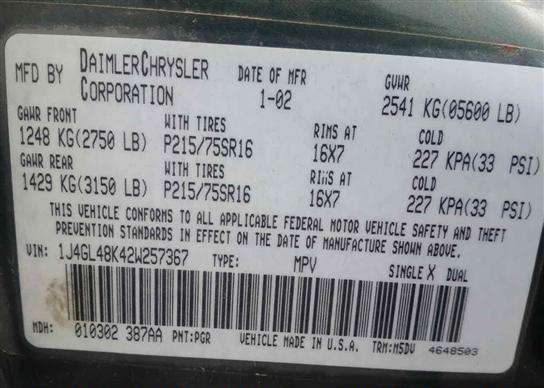 MFD BY DAIMLERCHRYSLER CORPORATION DATE OF MFR 1-02 GVWR 2541 KG(05600 LB)
GAWR FRONT WITH TIRES RIMS AT COLD
1248 KG(2750 LB) P215/75SR16 16X7 227 KPA(33 PSI)
GAWR REAR WITH TIRES RIMS AT COLD
1429 KG(3150 LB) P215/75SR16 16X7 227 KPA(33 PSI)
THIS VEHICLE CONFORMS TO ALL APPLICABLE FEDERAL MOTOR VEHICLE SAFETY AND THEFT
PREVENTION STANDARDS IN EFFECT ON THE DATE OF MANUFACTURE SHOWN ABOVE.
VIN: 1J4GL48K42W257367 TYPE: MPV SINGLE X DUAL
MDH: 010302 387AA PNT:PGR VEHICLE MADE IN U.S.A. TRM:M5DV 4648503